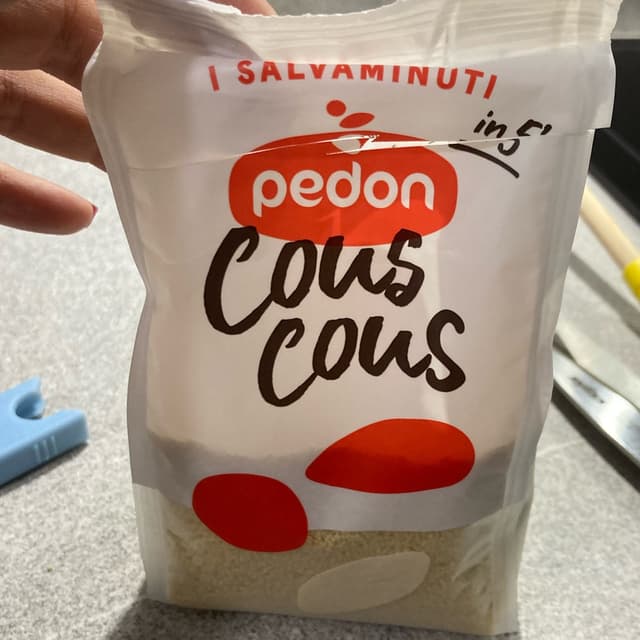 I SALVAMINUTI
in 5'
pedon
Cous
cous